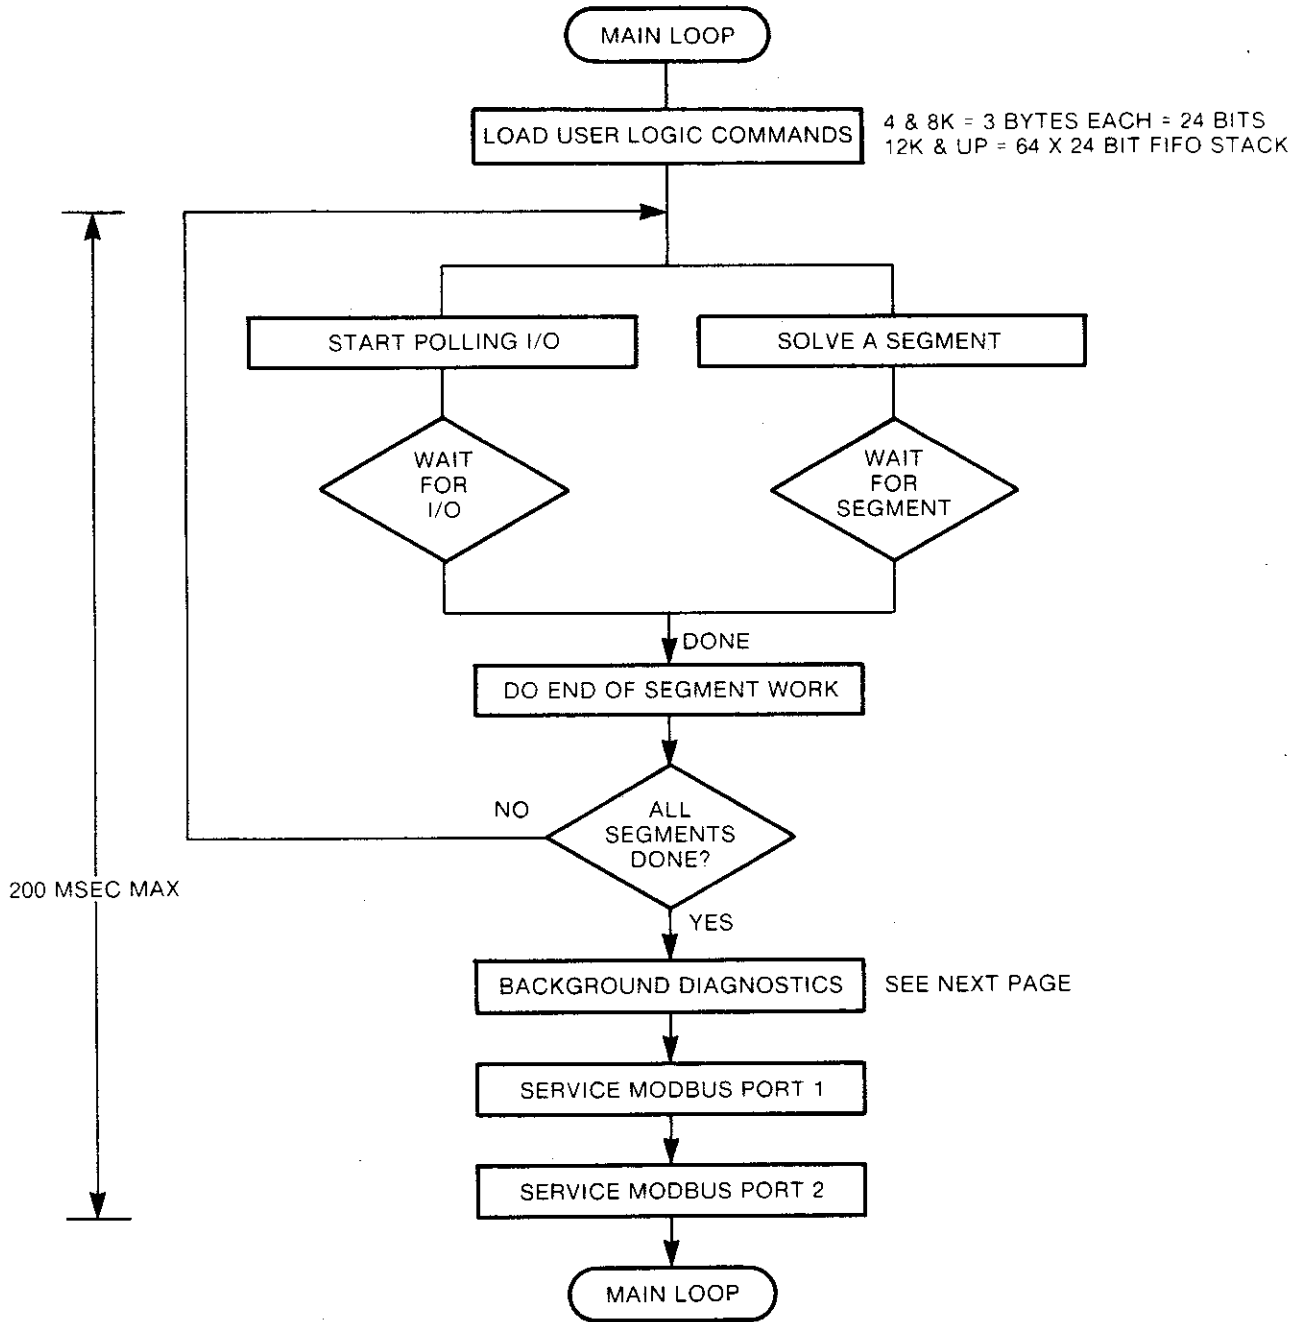 MAIN LOOP
LOAD USER LOGIC COMMANDS
4 & 8K = 3 BYTES EACH = 24 BITS
12K & UP = 64 X 24 BIT FIFO STACK
START POLLING I/O
SOLVE A SEGMENT
WAIT
FOR
I/O
WAIT
FOR
SEGMENT
DONE
DO END OF SEGMENT WORK
NO
ALL
SEGMENTS
DONE?
200 MSEC MAX
YES
BACKGROUND DIAGNOSTICS
SEE NEXT PAGE
SERVICE MODBUS PORT 1
SERVICE MODBUS PORT 2
MAIN LOOP